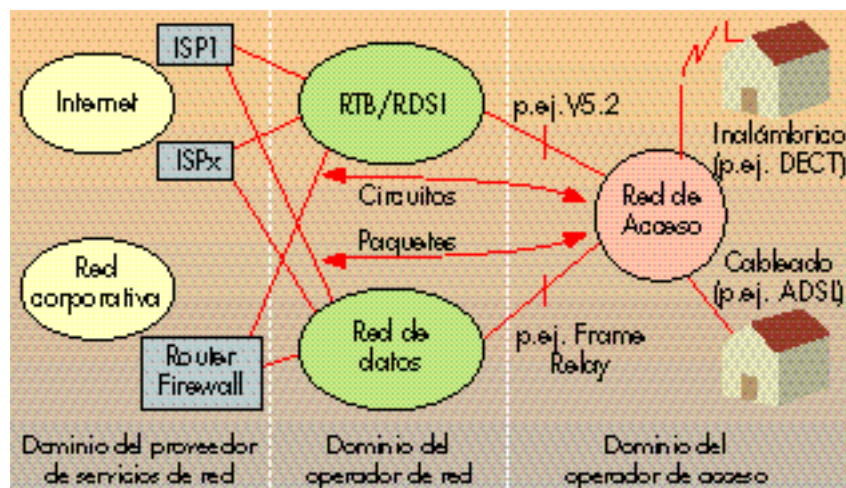 ISP1
Internet
RTB/RDSI
p.ej. V5.2
ISPx
Inalámbrico
(p.ej. DECT)
Circuitos
Red de
Acceso
Paquetes
Red
corporativa
Cableado
(p.ej. ADSL)
Red de
datos
p.ej. Frame
Relay
Router
Firewall
Dominio del proveedor
de servicios de red
Dominio del
operador de red
Dominio del
operador de acceso